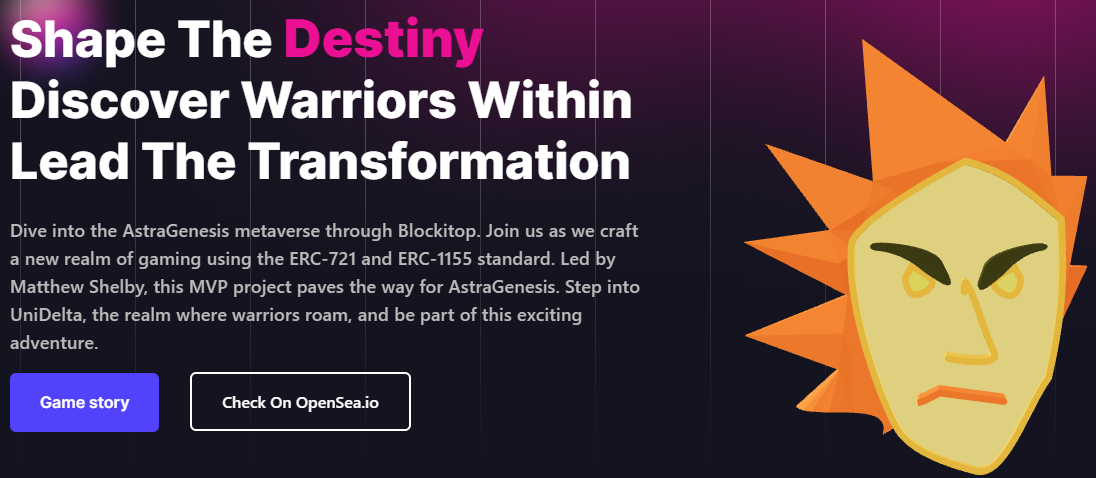 Shape The Destiny
Discover Warriors Within
Lead The Transformation
Dive into the AstraGenesis metaverse through Blockitop. Join us as we craft
a new realm of gaming using the ERC-721 and ERC-1155 standard. Led by
Matthew Shelby, this MVP project paves the way for AstraGenesis. Step into
UniDelta, the realm where warriors roam, and be part of this exciting
adventure.
Game story
Check On OpenSea.io